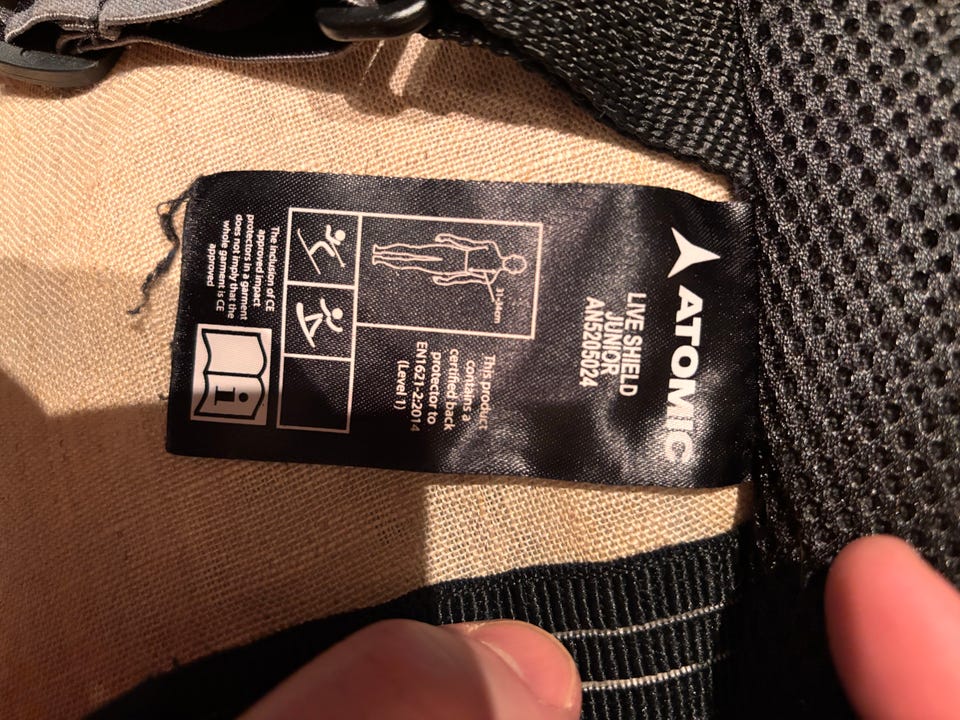 ATOMIC
LIVE SHIELD
JUNIOR
AN5205024
This product
contains a
certified back
protector to
EN1621-2:2014
(Level 1)
The inclusion of CE
approved impact
protectors in a garment
does not imply that the
whole garment is CE
approved
i